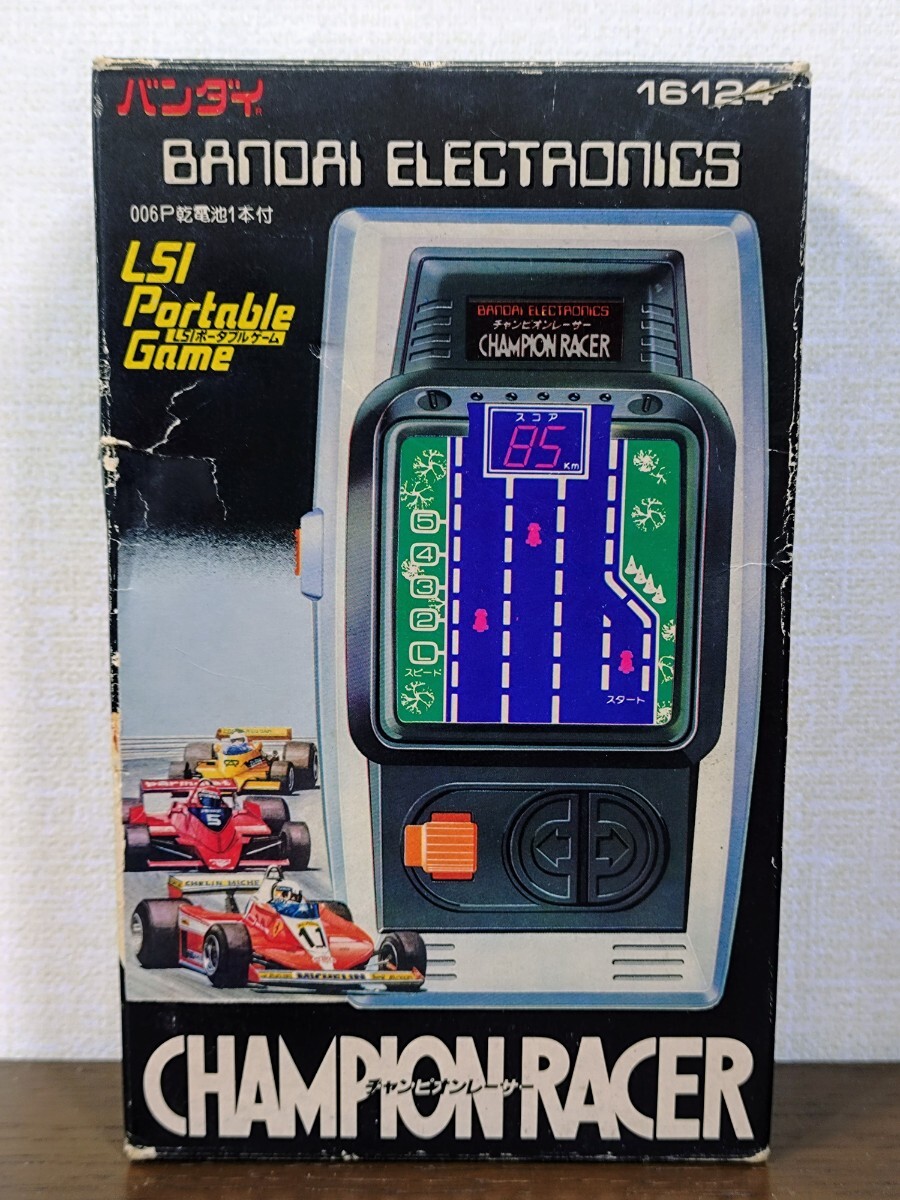 バンダイ
16124
BANDAI ELECTRONICS
006P乾電池1本付
LSI
Portable
LSIポータブルゲーム
Game
BANDAI ELECTRONICS
チャンピオンレーサー
CHAMPION RACER
スコア
85
Km
5
4
3
2
L
スピード
スタート
5
11
MICHELIN
CHAMPION RACER
チャンピオンレーサー